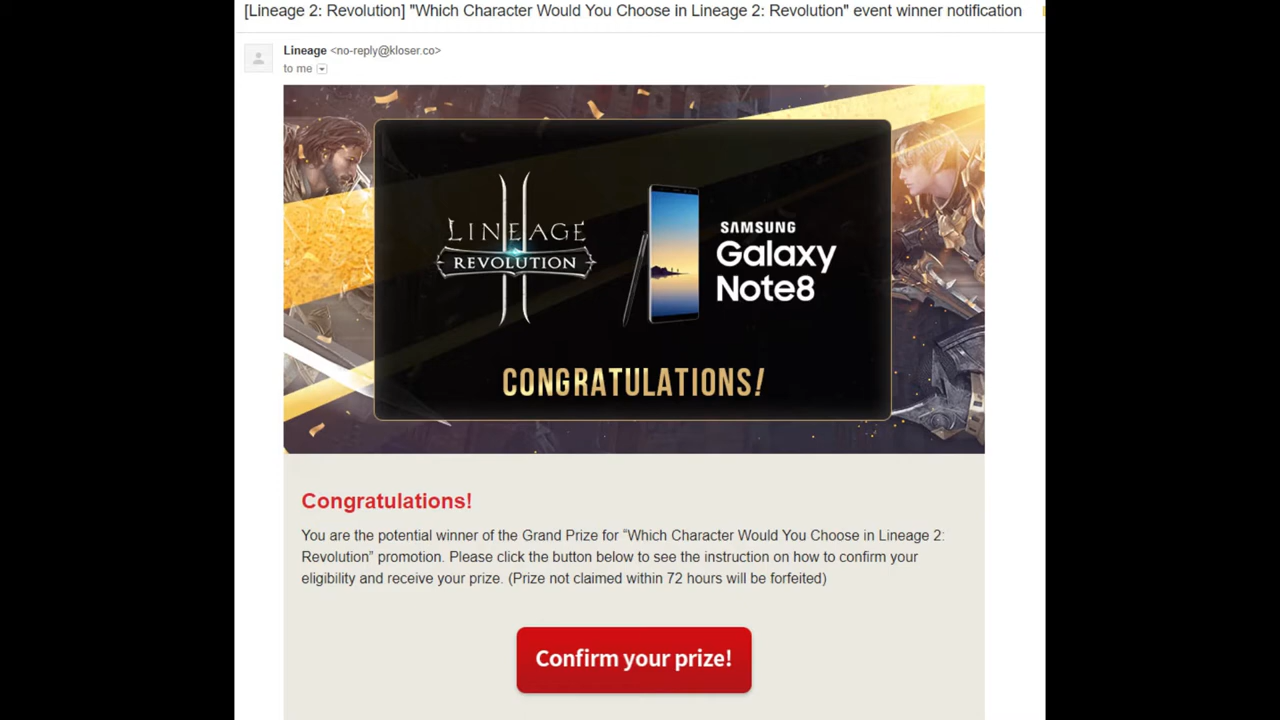 [Lineage 2: Revolution] "Which Character Would You Choose in Lineage 2: Revolution" event winner notification
Lineage <no-reply@kloser.co>
to me
LINEAGE
II
REVOLUTION
SAMSUNG
Galaxy
Note8
CONGRATULATIONS!
Congratulations!
You are the potential winner of the Grand Prize for “Which Character Would You Choose in Lineage 2:
Revolution” promotion. Please click the button below to see the instruction on how to confirm your
eligibility and receive your prize. (Prize not claimed within 72 hours will be forfeited)
Confirm your prize!